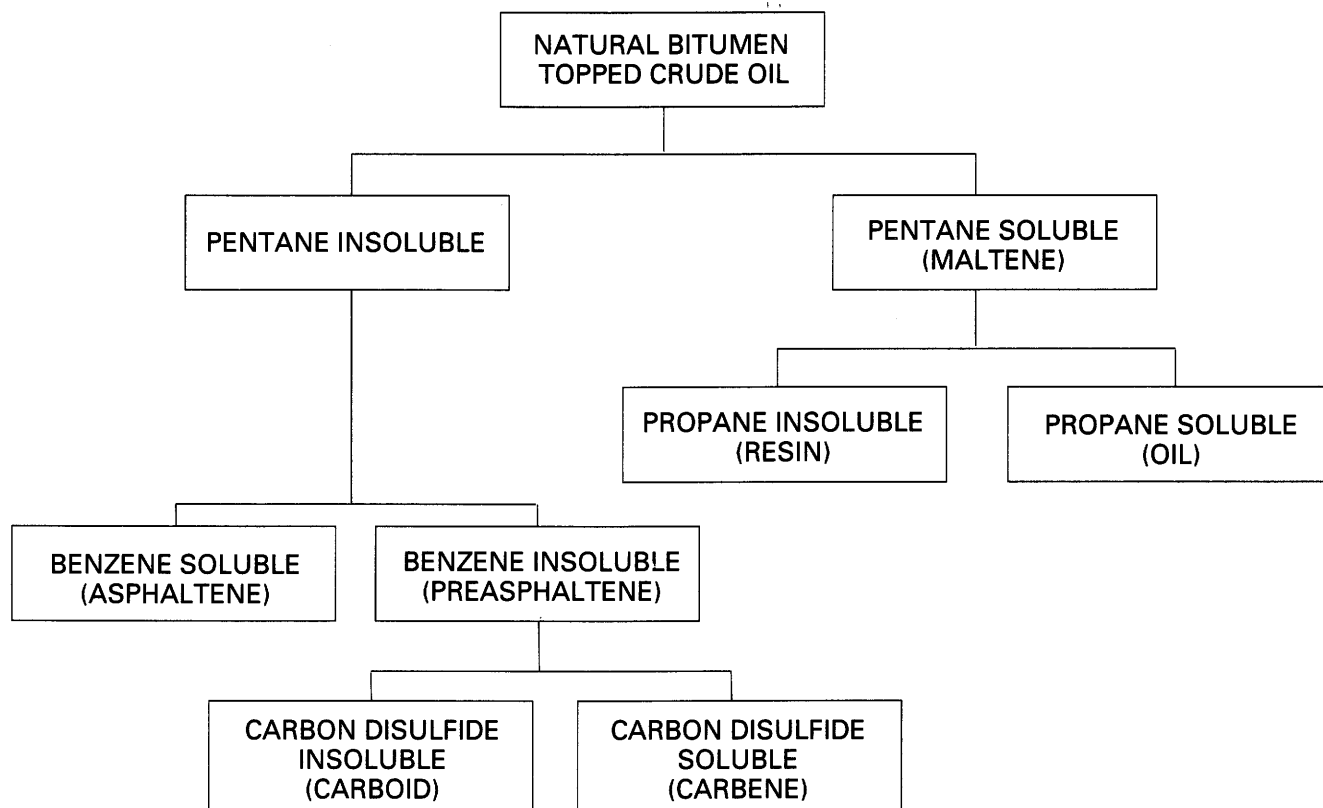 NATURAL BITUMEN
TOPPED CRUDE OIL
PENTANE INSOLUBLE
PENTANE SOLUBLE
(MALTENE)
PROPANE INSOLUBLE
(RESIN)
PROPANE SOLUBLE
(OIL)
BENZENE SOLUBLE
(ASPHALTENE)
BENZENE INSOLUBLE
(PREASPHALTENE)
CARBON DISULFIDE
INSOLUBLE
(CARBOID)
CARBON DISULFIDE
SOLUBLE
(CARBENE)